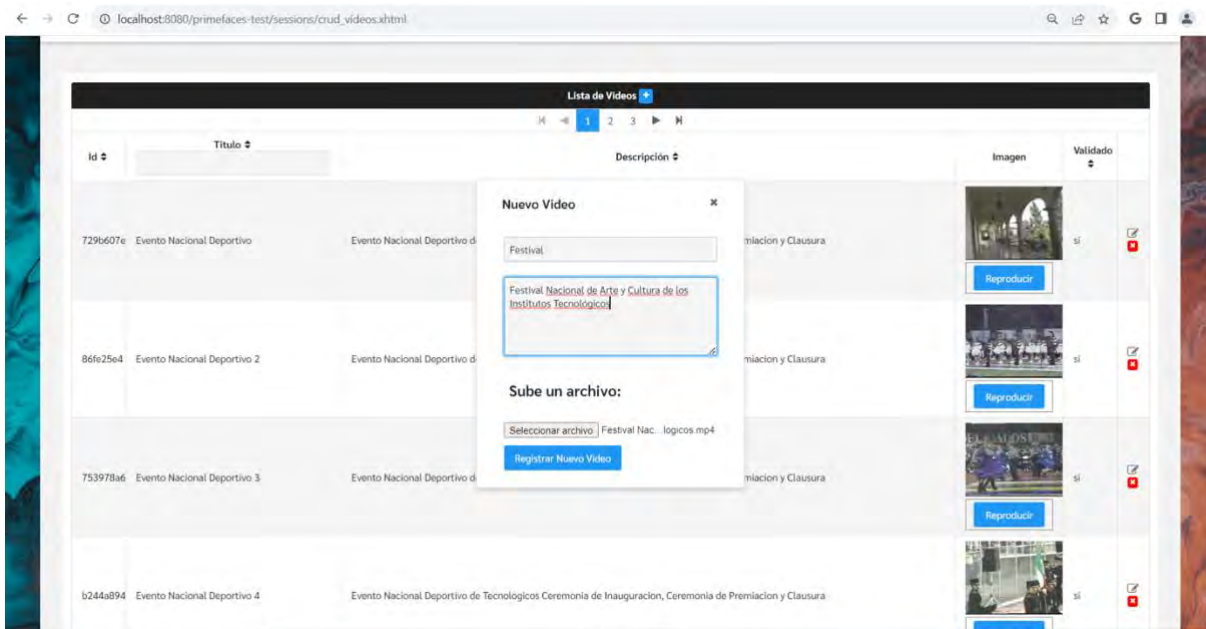 localhost:8080/primefaces-test/sessions/crud_videos.xhtml
Lista de Videos
1 2 3
Id Titulo Descripción Imagen Validado
Nuevo Video
Festival
Festival Nacional de Arte y Cultura de los
Institutos Tecnológicos
Sube un archivo:
Seleccionar archivo Festival Nac... logicos.mp4
Registrar Nuevo Video
729b607e Evento Nacional Deportivo Evento Nacional Deportivo d miacion y Clausura si
Reproducir
86fe25e4 Evento Nacional Deportivo 2 Evento Nacional Deportivo d miacion y Clausura si
Reproducir
753978a6 Evento Nacional Deportivo 3 Evento Nacional Deportivo d miacion y Clausura si
Reproducir
b244a894 Evento Nacional Deportivo 4 Evento Nacional Deportivo de Tecnologicos Ceremonia de Inauguracion, Ceremonia de Premiacion y Clausura si